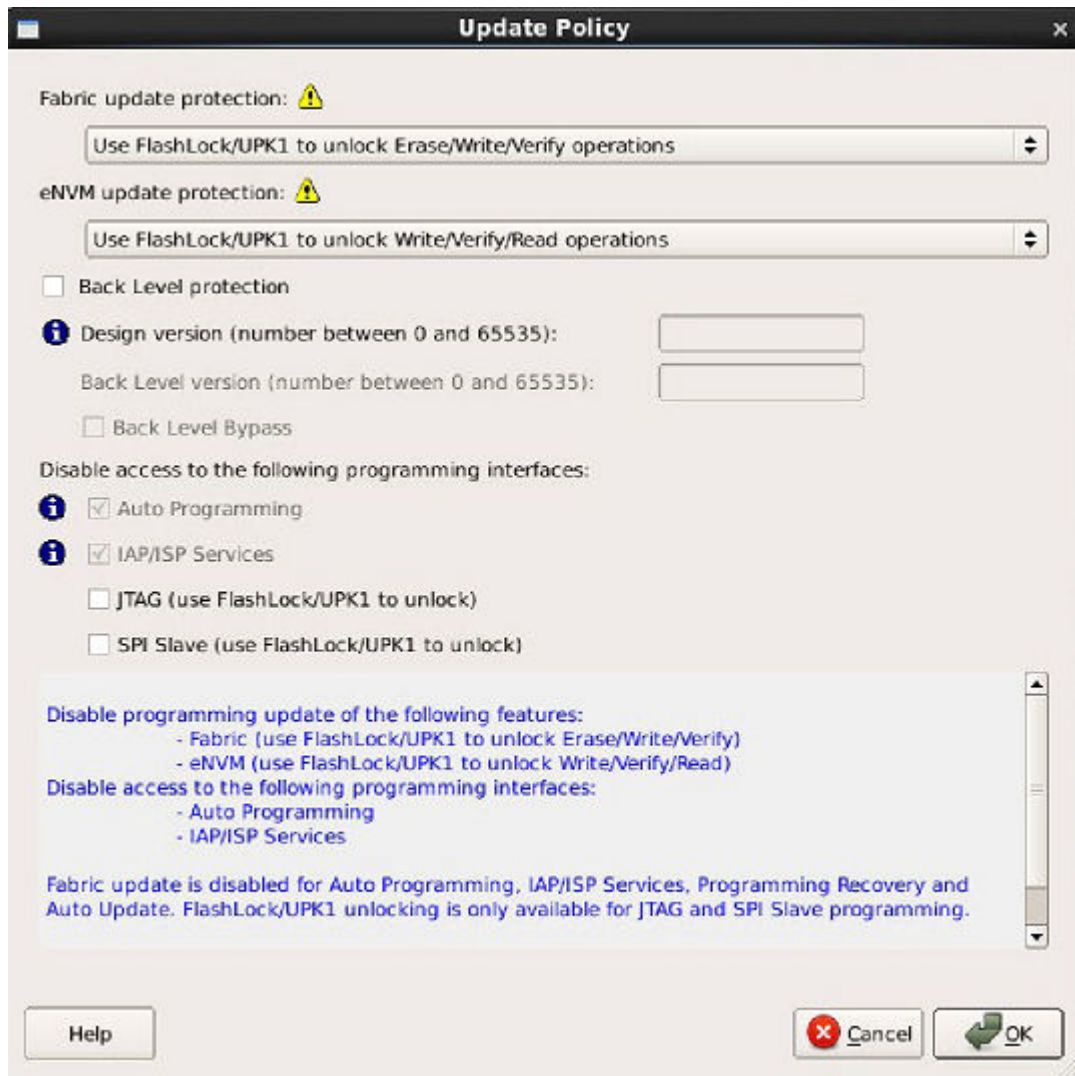 Update Policy
Fabric update protection:
Use FlashLock/UPK1 to unlock Erase/Write/Verify operations
eNVM update protection:
Use FlashLock/UPK1 to unlock Write/Verify/Read operations
Back Level protection
Design version (number between 0 and 65535):
Back Level version (number between 0 and 65535):
Back Level Bypass
Disable access to the following programming interfaces:
Auto Programming
IAP/ISP Services
JTAG (use FlashLock/UPK1 to unlock)
SPI Slave (use FlashLock/UPK1 to unlock)
Disable programming update of the following features:
- Fabric (use FlashLock/UPK1 to unlock Erase/Write/Verify)
- eNVM (use FlashLock/UPK1 to unlock Write/Verify/Read)
Disable access to the following programming interfaces:
- Auto Programming
- IAP/ISP Services
Fabric update is disabled for Auto Programming, IAP/ISP Services, Programming Recovery and
Auto Update. FlashLock/UPK1 unlocking is only available for JTAG and SPI Slave programming.
Help
Cancel
OK